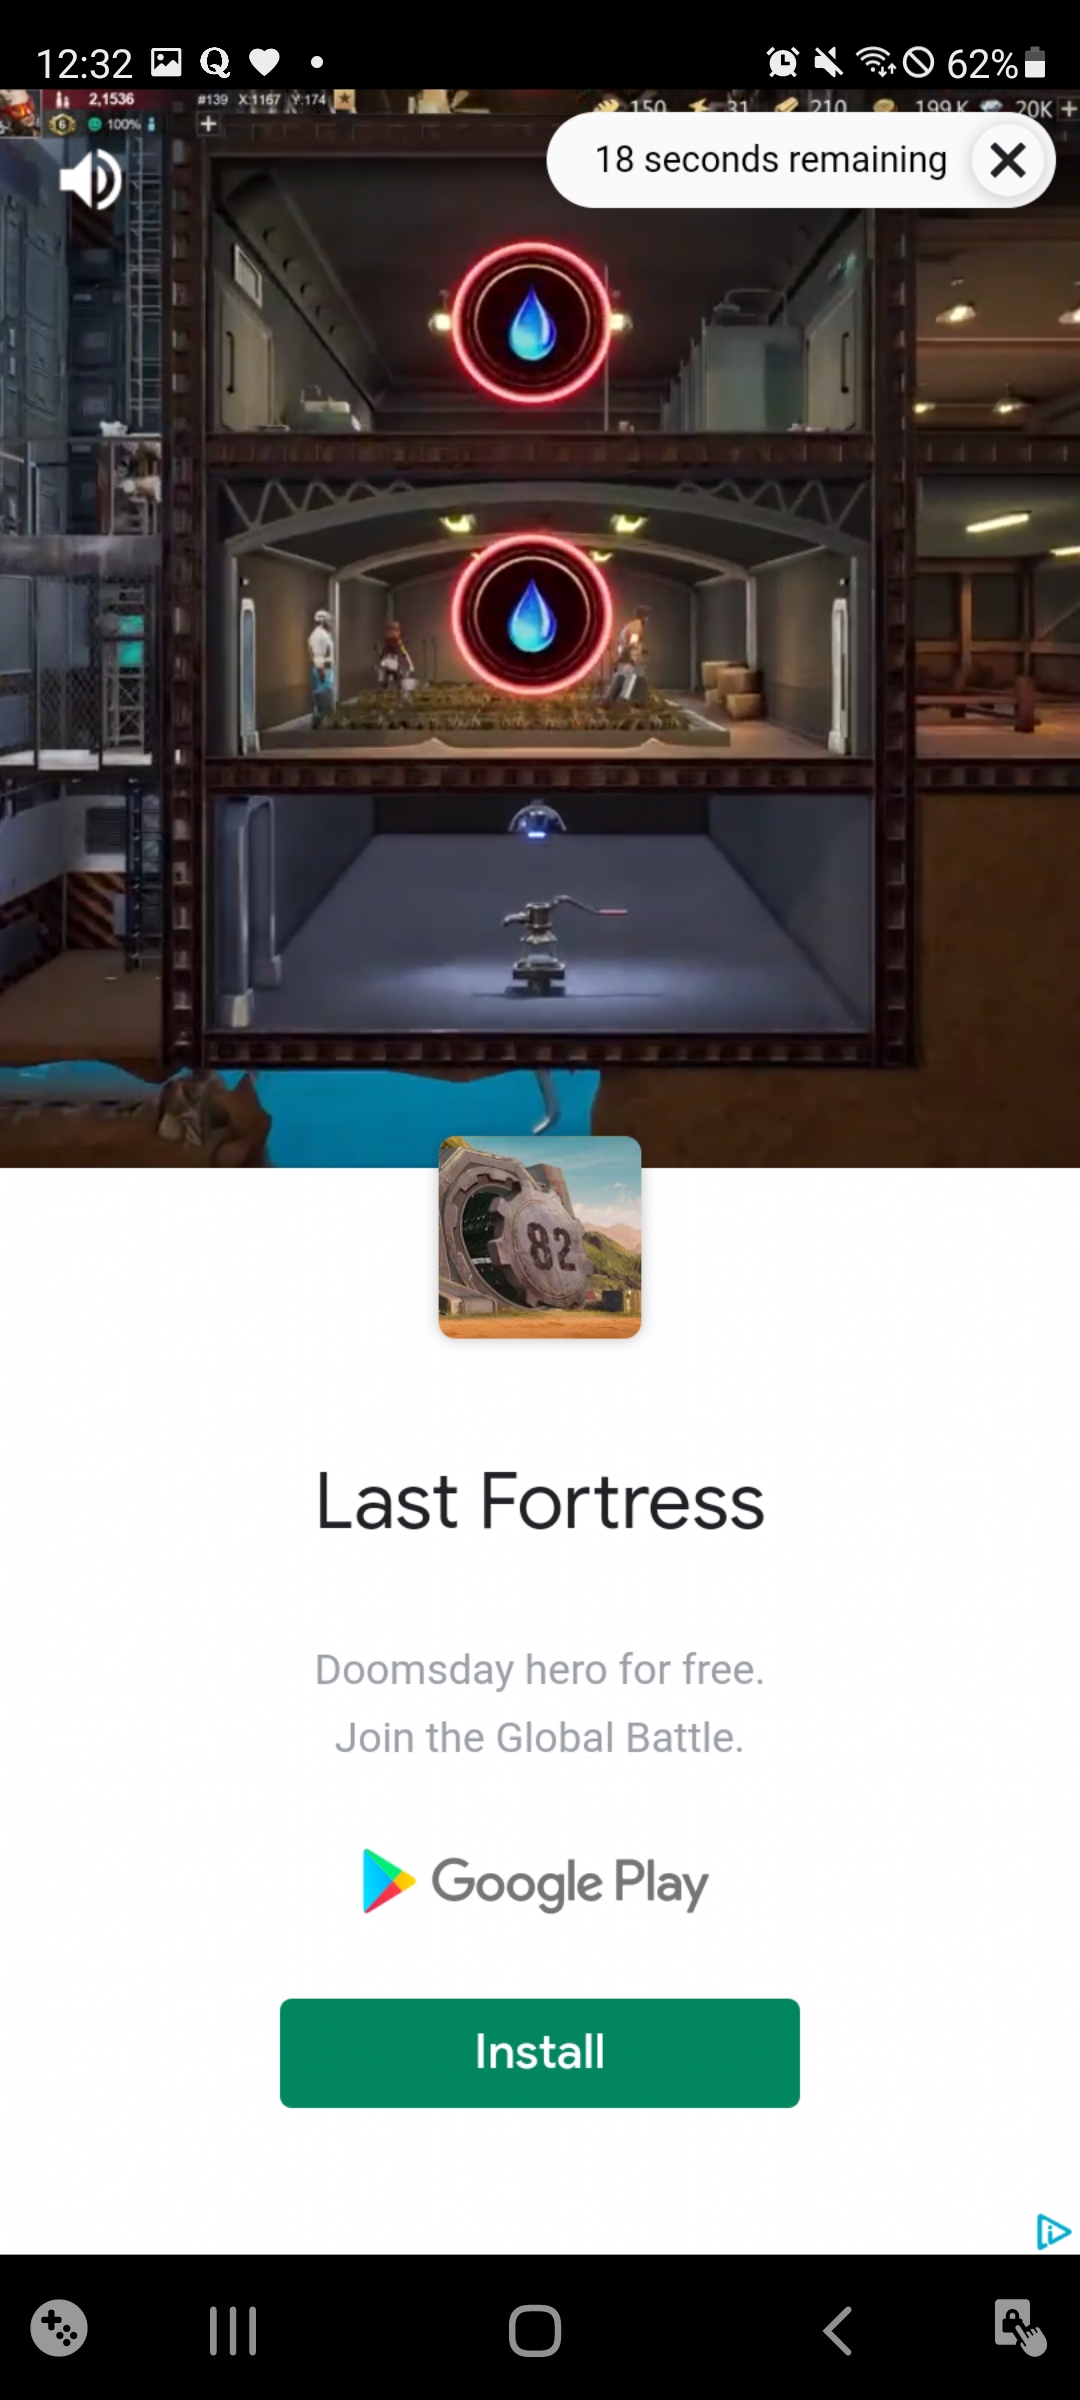 12:32 62%
2,1536 #139 X:1167 Y:174 150 31 210 199K 20K
6 100%
18 seconds remaining
82
Last Fortress
Doomsday hero for free.
Join the Global Battle.
Google Play
Install